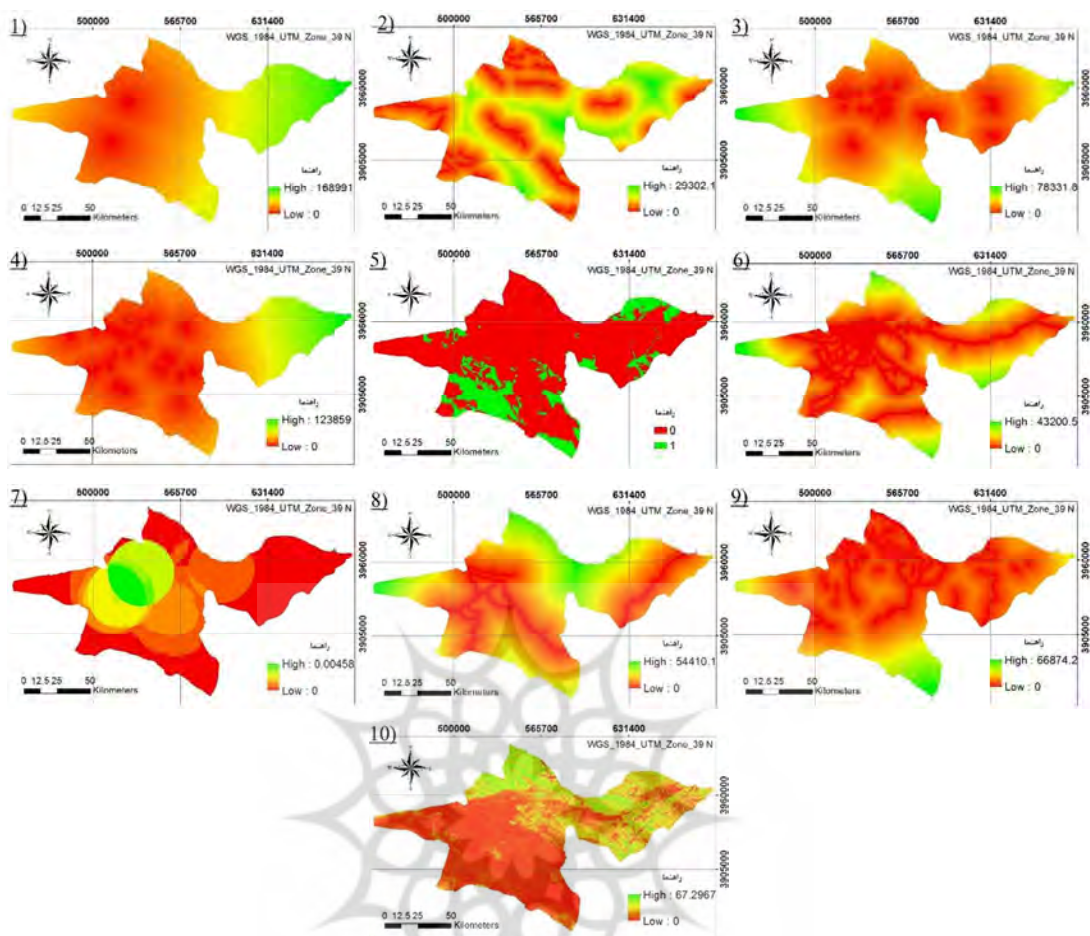 1)
500000 565700 631400
WGS_1984_UTM_Zone_39 N
3960000
3905000
راهنما
High : 168991
Low : 0
0 12.5 25 50
Kilometers
2)
500000 565700 631400
WGS_1984_UTM_Zone_39 N
3960000
3905000
راهنما
High : 29302.1
Low : 0
0 12.5 25 50
Kilometers
3)
500000 565700 631400
WGS_1984_UTM_Zone_39 N
3960000
3905000
راهنما
High : 78331.8
Low : 0
0 12.5 25 50
Kilometers
4)
500000 565700 631400
WGS_1984_UTM_Zone_39 N
3960000
3905000
راهنما
High : 123859
Low : 0
0 12.5 25 50
Kilometers
5)
500000 565700 631400
WGS_1984_UTM_Zone_39 N
3960000
3905000
راهنما
0
1
0 12.5 25 50
Kilometers
6)
500000 565700 631400
WGS_1984_UTM_Zone_39 N
3960000
3905000
راهنما
High : 43200.5
Low : 0
0 12.5 25 50
Kilometers
7)
500000 565700 631400
WGS_1984_UTM_Zone_39 N
3960000
3905000
راهنما
High : 0.00458
Low : 0
0 12.5 25 50
Kilometers
8)
500000 565700 631400
WGS_1984_UTM_Zone_39 N
3960000
3905000
راهنما
High : 54410.1
Low : 0
0 12.5 25 50
Kilometers
9)
500000 565700 631400
WGS_1984_UTM_Zone_39 N
3960000
3905000
راهنما
High : 66874.2
Low : 0
0 12.5 25 50
Kilometers
10)
500000 565700 631400
WGS_1984_UTM_Zone_39 N
3960000
3905000
راهنما
High : 67.2967
Low : 0
0 12.5 25 50
Kilometers